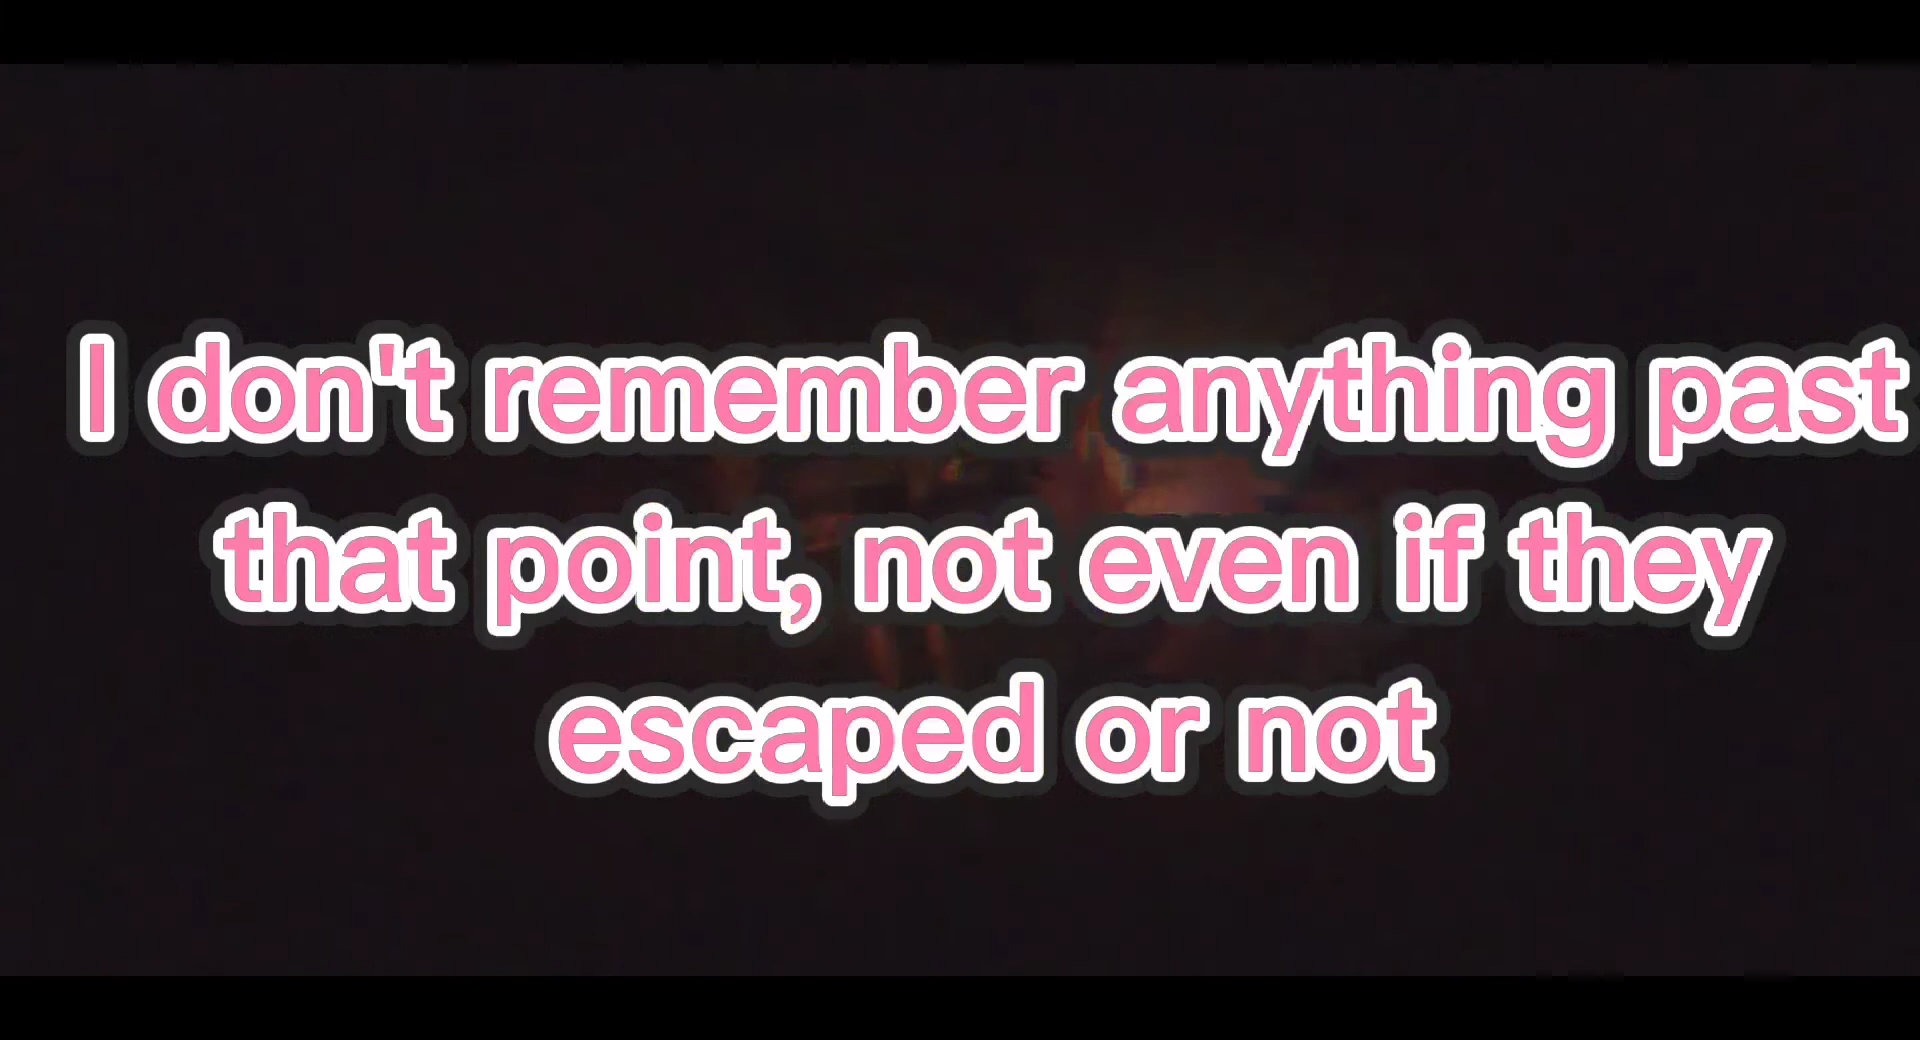 I don't remember anything past
that point, not even if they
escaped or not